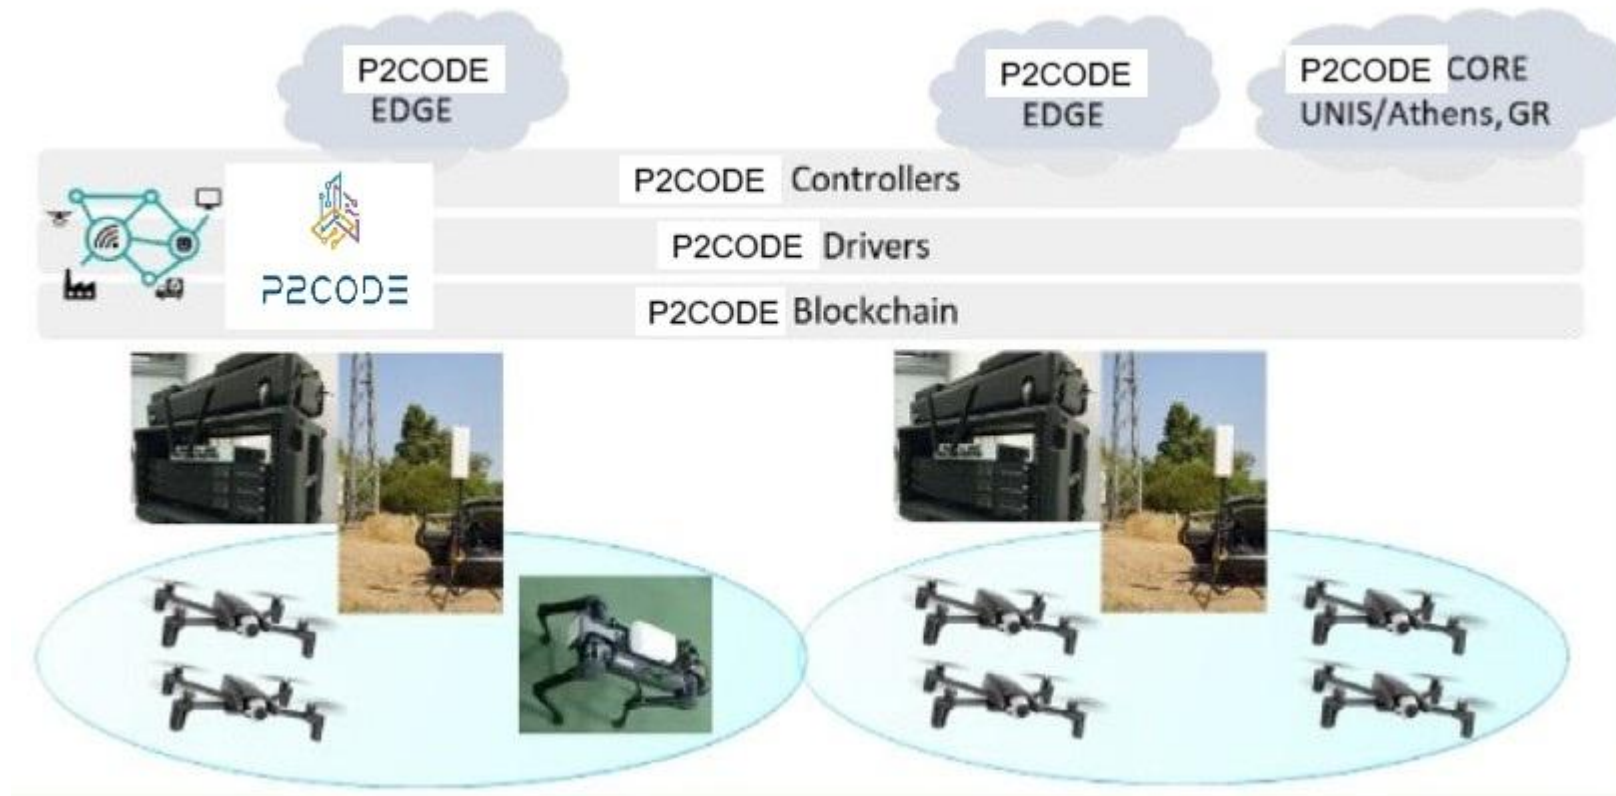 P2CODE
EDGE
P2CODE
EDGE
P2CODE CORE
UNIS/Athens, GR
P2CODE Controllers
P2CODE Drivers
P2CODE Blockchain
P2CODE